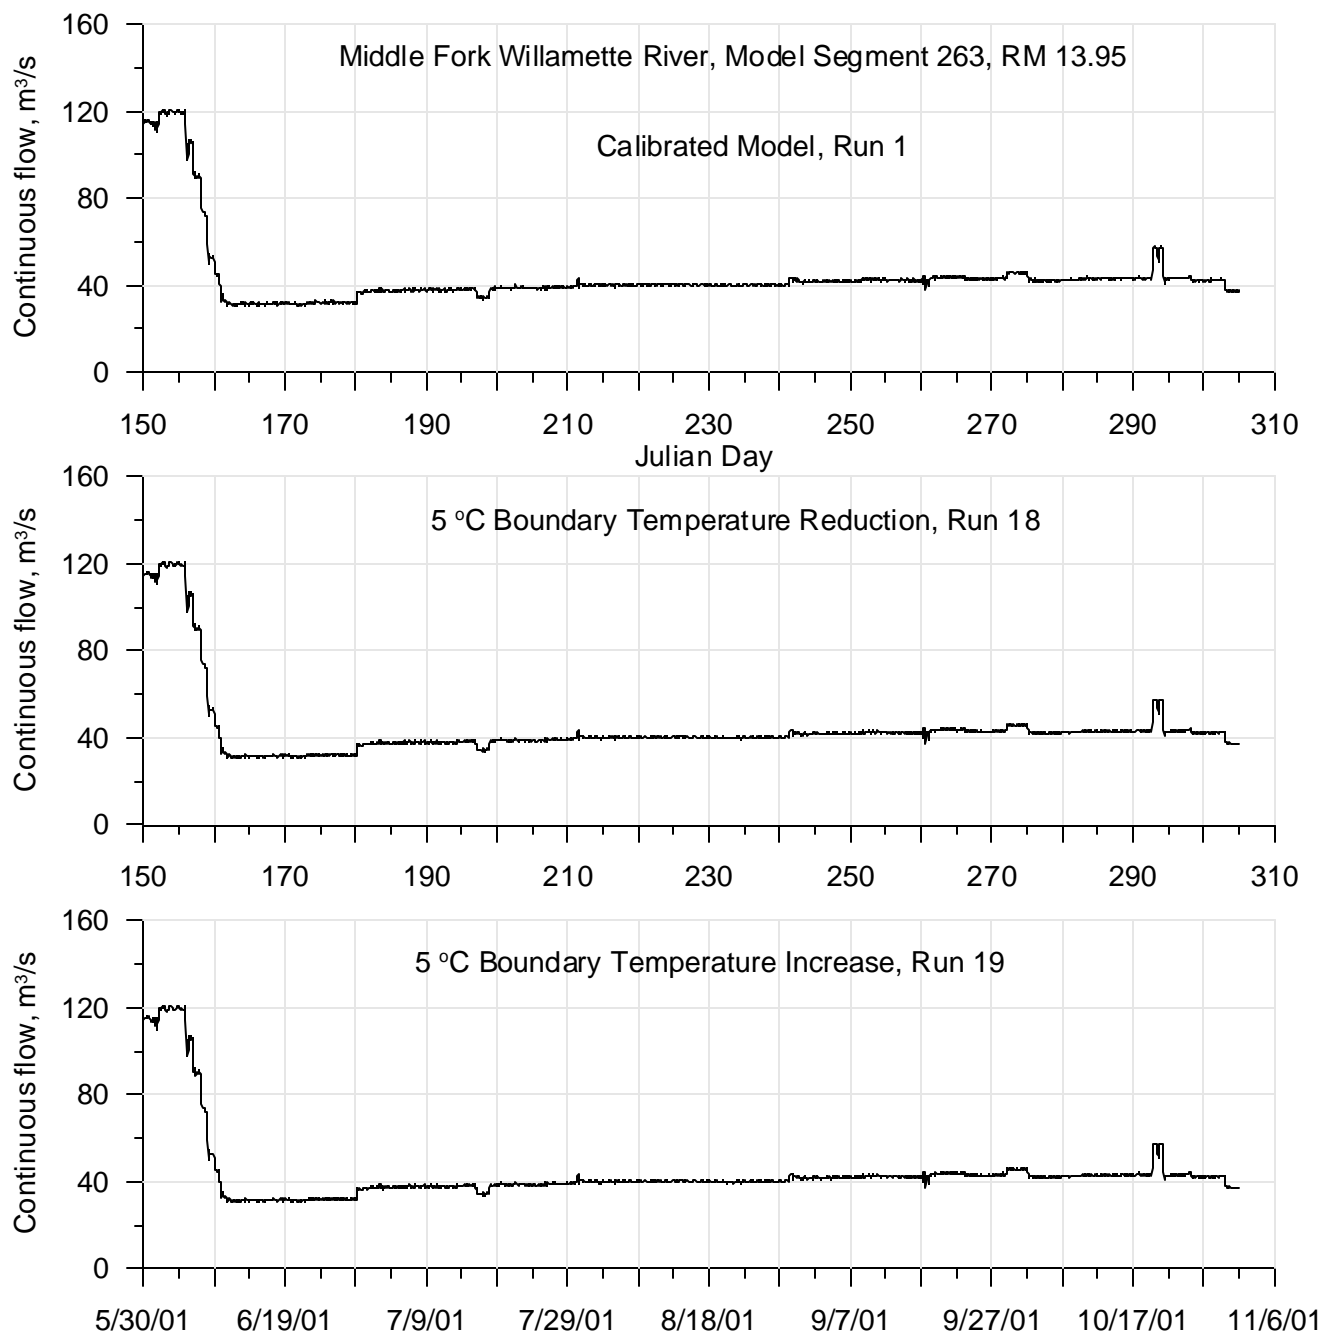 Middle Fork Willamette River, Model Segment 263, RM 13.95
Calibrated Model, Run 1
Continuous flow, m³/s
160
120
80
40
0
150 170 190 210 230 250 270 290 310
Julian Day
5 ºC Boundary Temperature Reduction, Run 18
Continuous flow, m³/s
160
120
80
40
0
150 170 190 210 230 250 270 290 310
5 ºC Boundary Temperature Increase, Run 19
Continuous flow, m³/s
160
120
80
40
0
5/30/01 6/19/01 7/9/01 7/29/01 8/18/01 9/7/01 9/27/01 10/17/01 11/6/01